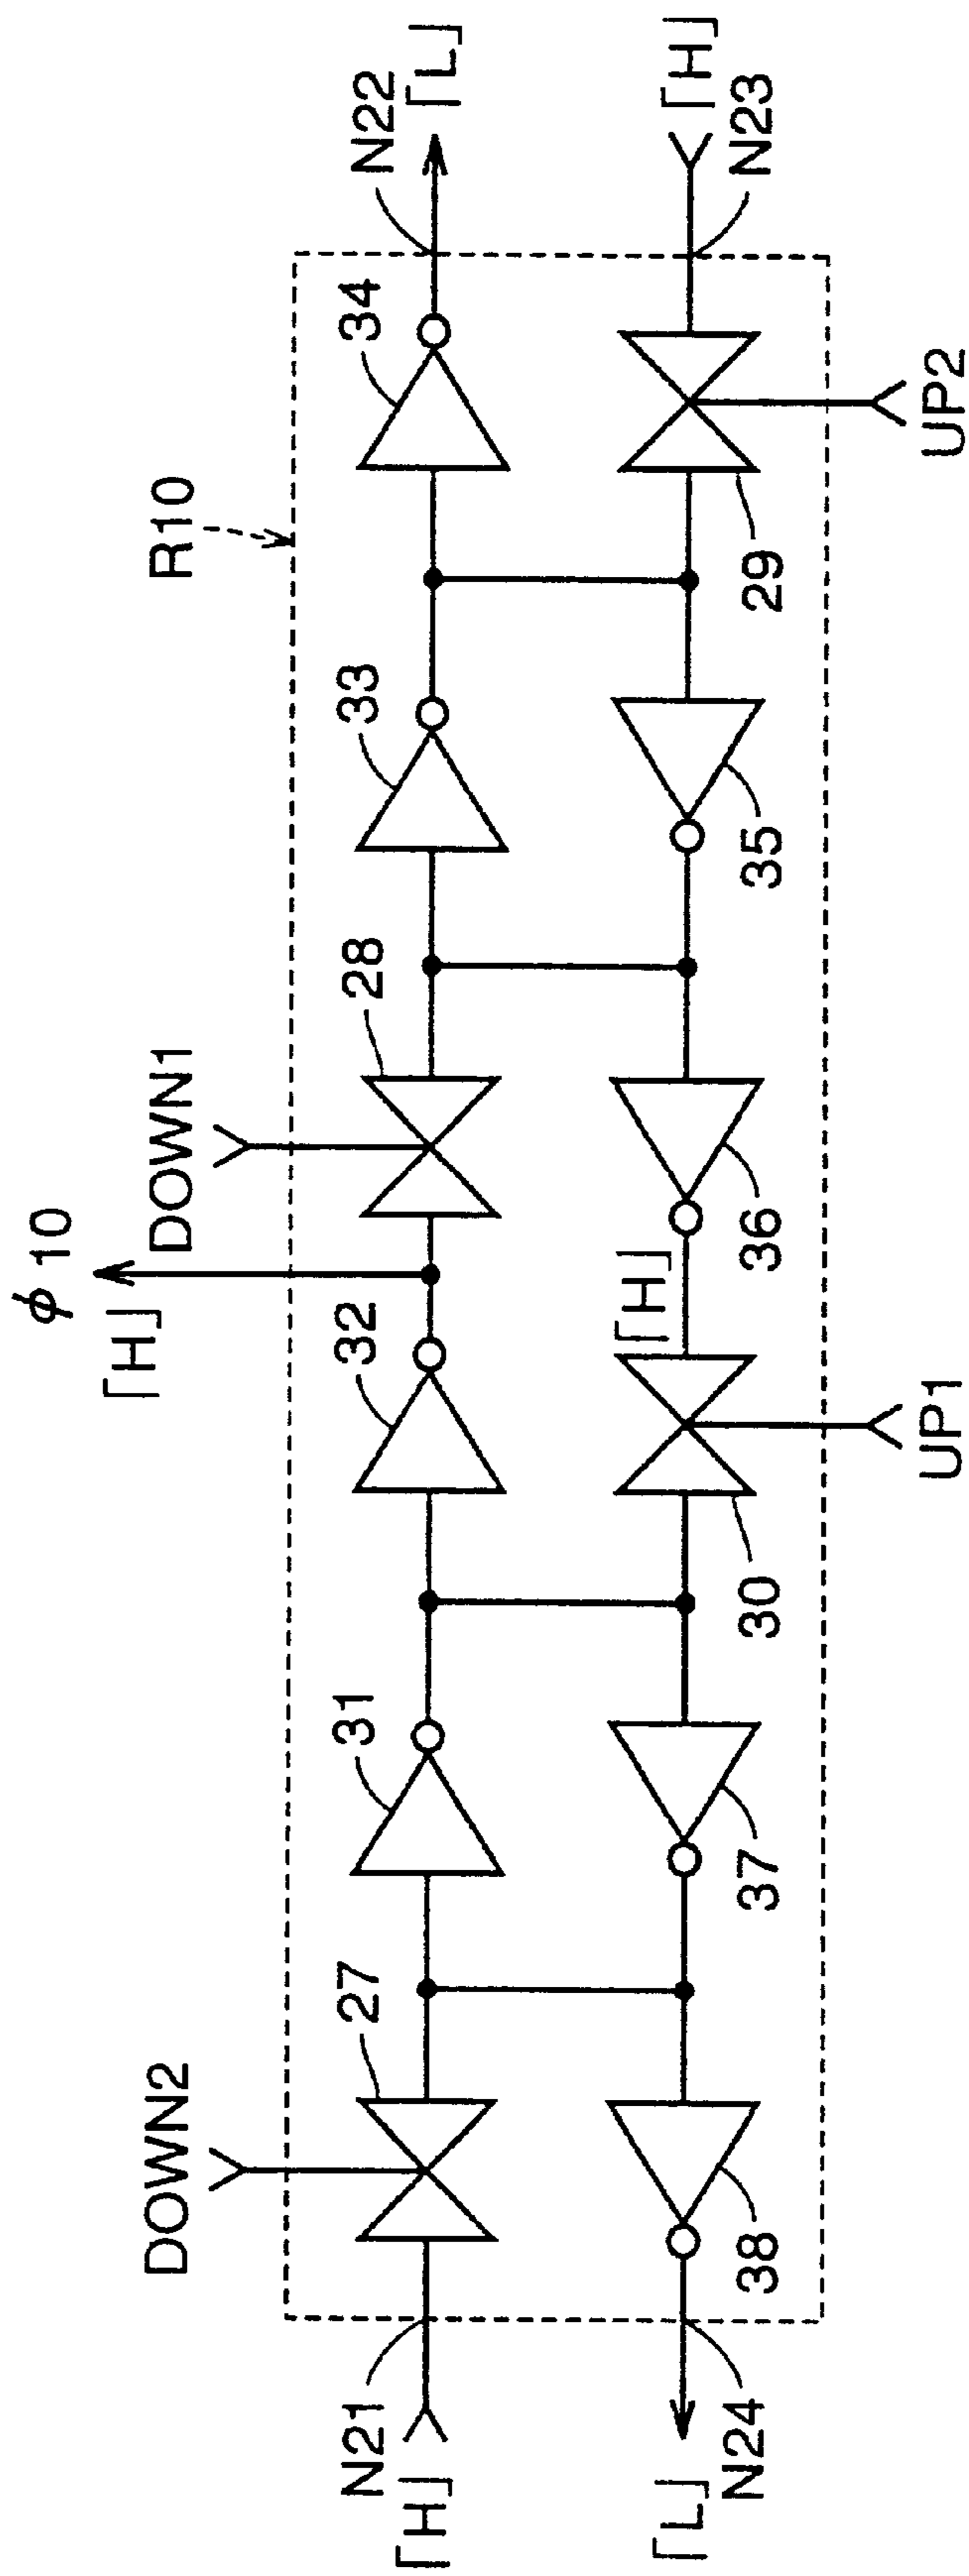 ϕ 10
「H」
DOWN2
DOWN1
R10
N21
「H」
27
31
32
28
33
34
N22
「L」
「L」
N24
38
37
30
「H」
36
35
29
N23
「H」
UP1
UP2